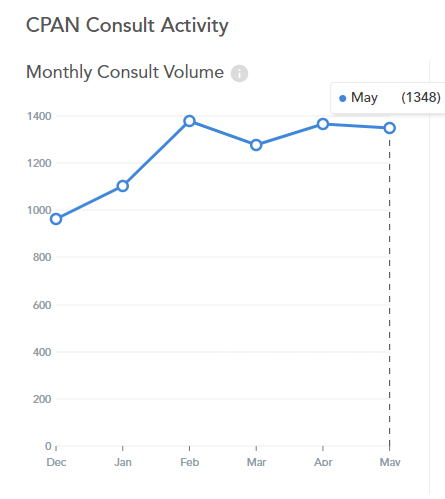 CPAN Consult Activity
Monthly Consult Volume i
May (1348)
1400
1200
1000
800
600
400
200
0
Dec Jan Feb Mar Apr May